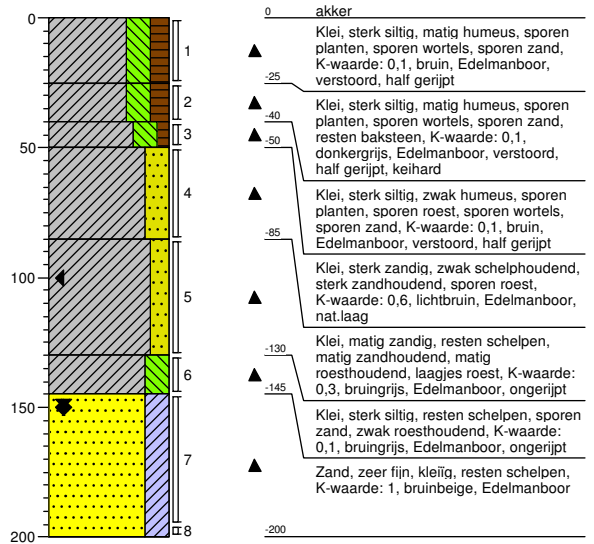 0
50
100
150
200
1
2
3
4
5
6
7
8
0 akker
Klei, sterk siltig, matig humeus, sporen
planten, sporen wortels, sporen zand,
K-waarde: 0,1, bruin, Edelmanboor,
verstoord, half gerijpt
-25
Klei, sterk siltig, matig humeus, sporen
planten, sporen wortels, sporen zand,
resten baksteen, K-waarde: 0,1,
donkergrijs, Edelmanboor, verstoord,
half gerijpt, keihard
-40
Klei, sterk siltig, zwak humeus, sporen
planten, sporen roest, sporen wortels,
sporen zand, K-waarde: 0,1, bruin,
Edelmanboor, verstoord, half gerijpt
-50
Klei, sterk zandig, zwak schelphoudend,
sterk zandhoudend, sporen roest,
K-waarde: 0,6, lichtbruin, Edelmanboor,
nat.laag
-85
Klei, matig zandig, resten schelpen,
matig zandhoudend, matig
roesthoudend, laagjes roest, K-waarde:
0,3, bruingrijs, Edelmanboor, ongerijpt
-130
Klei, sterk siltig, resten schelpen, sporen
zand, zwak roesthoudend, K-waarde:
0,1, bruingrijs, Edelmanboor, ongerijpt
-145
Zand, zeer fijn, kleiïg, resten schelpen,
K-waarde: 1, bruinbeige, Edelmanboor
-200